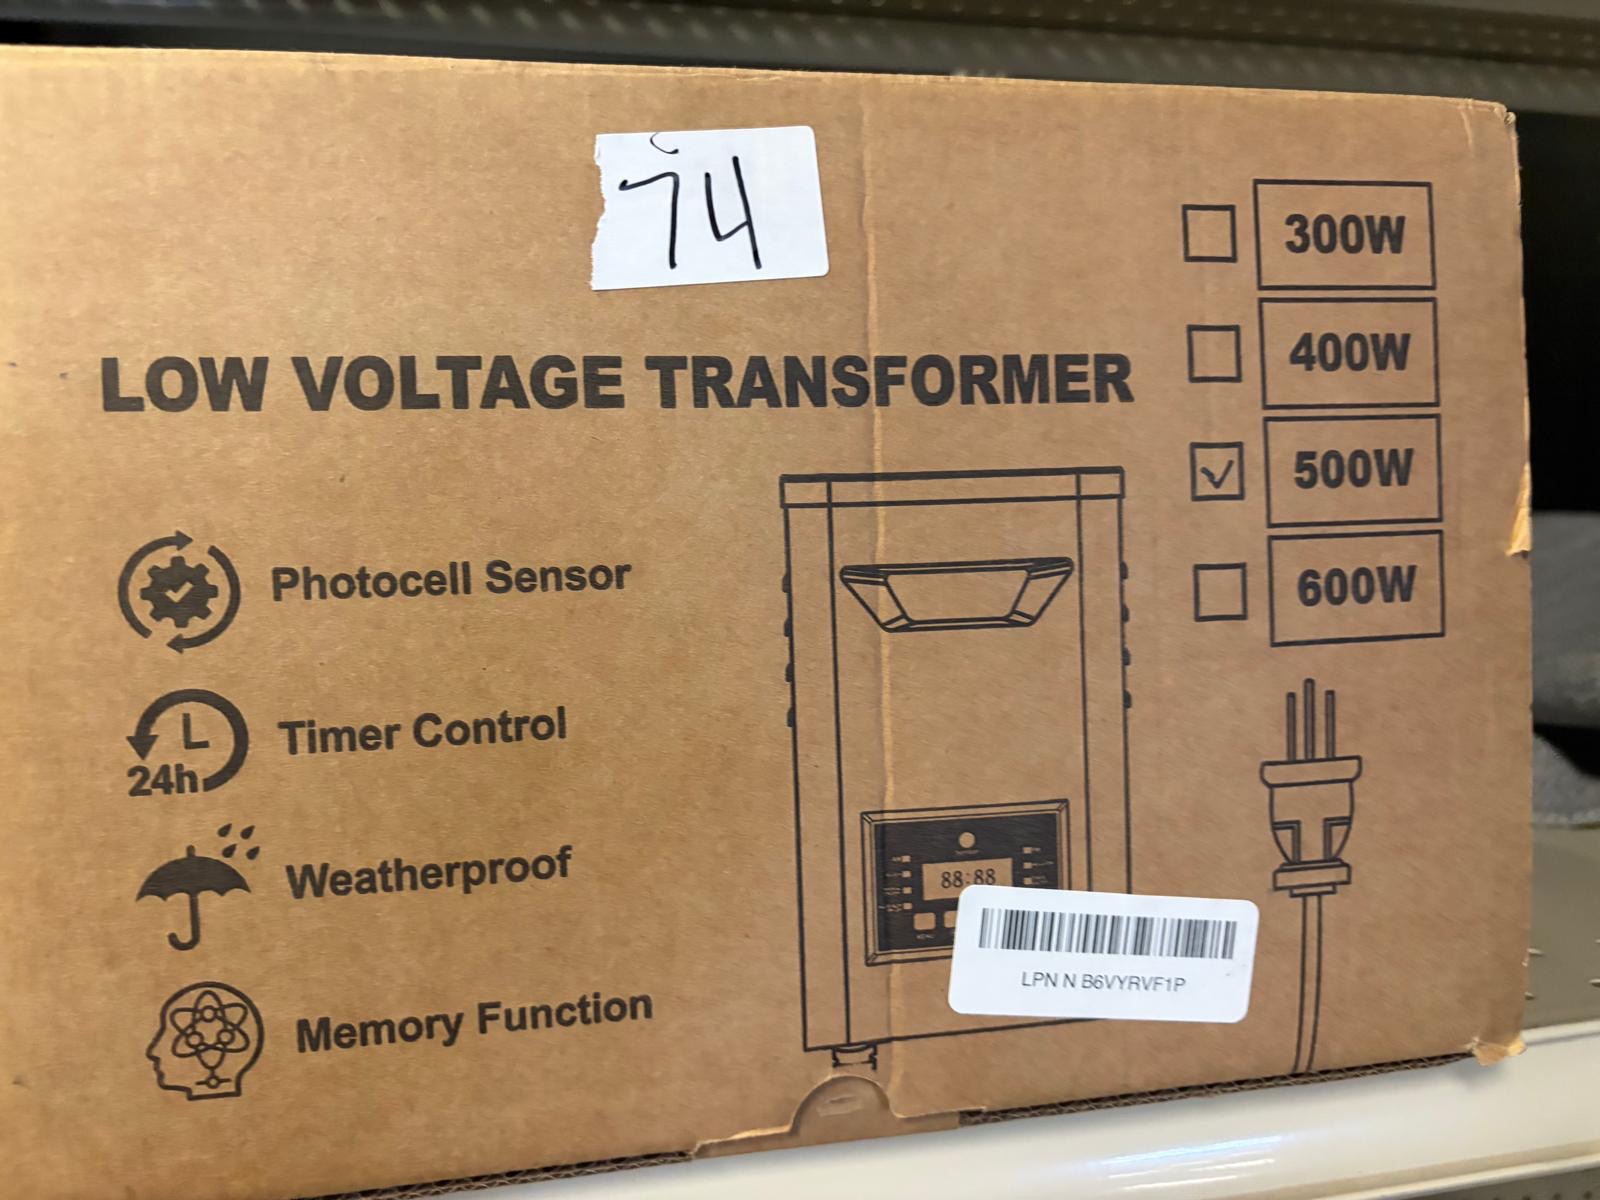 74
300W
400W
500W
600W
LOW VOLTAGE TRANSFORMER
Photocell Sensor
L
24h
Timer Control
Weatherproof
Memory Function
88:88
MENU
LPN N B6VYRVF1P